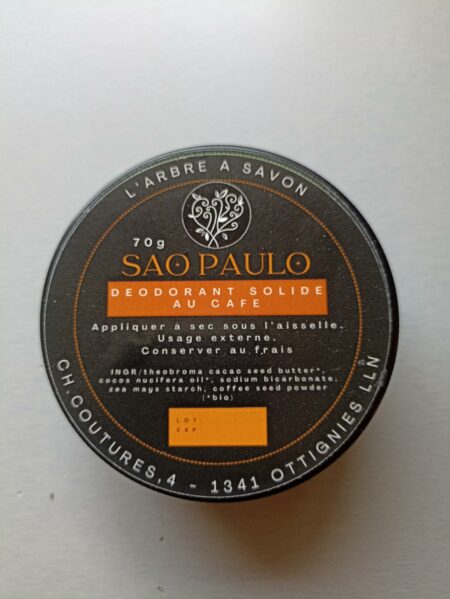 L'ARBRE A SAVON
70g
SAO PAULO
DEODORANT SOLIDE
AU CAFE
Appliquer à sec sous l'aisselle.
Usage externe.
Conserver au frais
INGR/theobroma cacao seed butter*,
cocos nucifera oil*, sodium bicarbonate,
zea mays starch, coffee seed powder
(*bio)
LOT:
EXP:
CH.COUTURES,4 - 1341 OTTIGNIES LLN